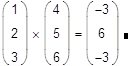 (1 2 3) × (4 5 6) = (−3 6 −3) ■